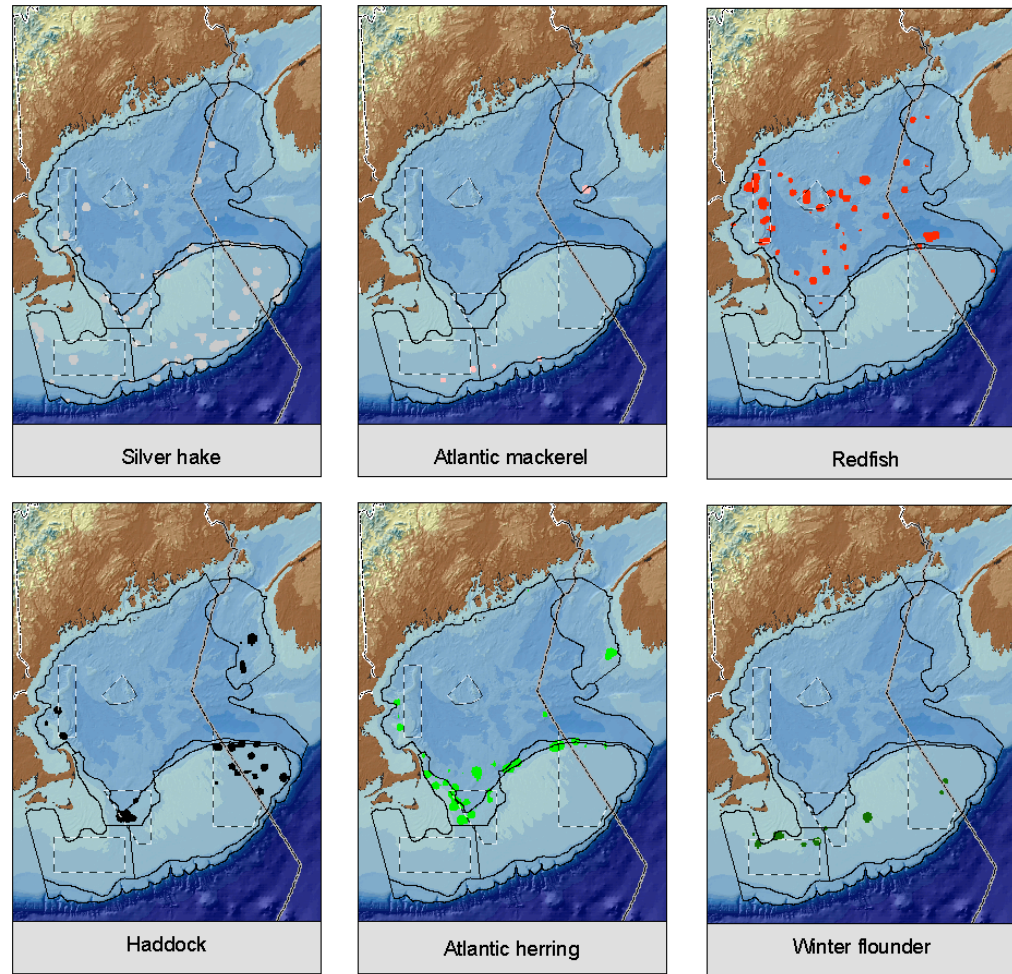 Silver hake
Atlantic mackerel
Redfish
Haddock
Atlantic herring
Winter flounder